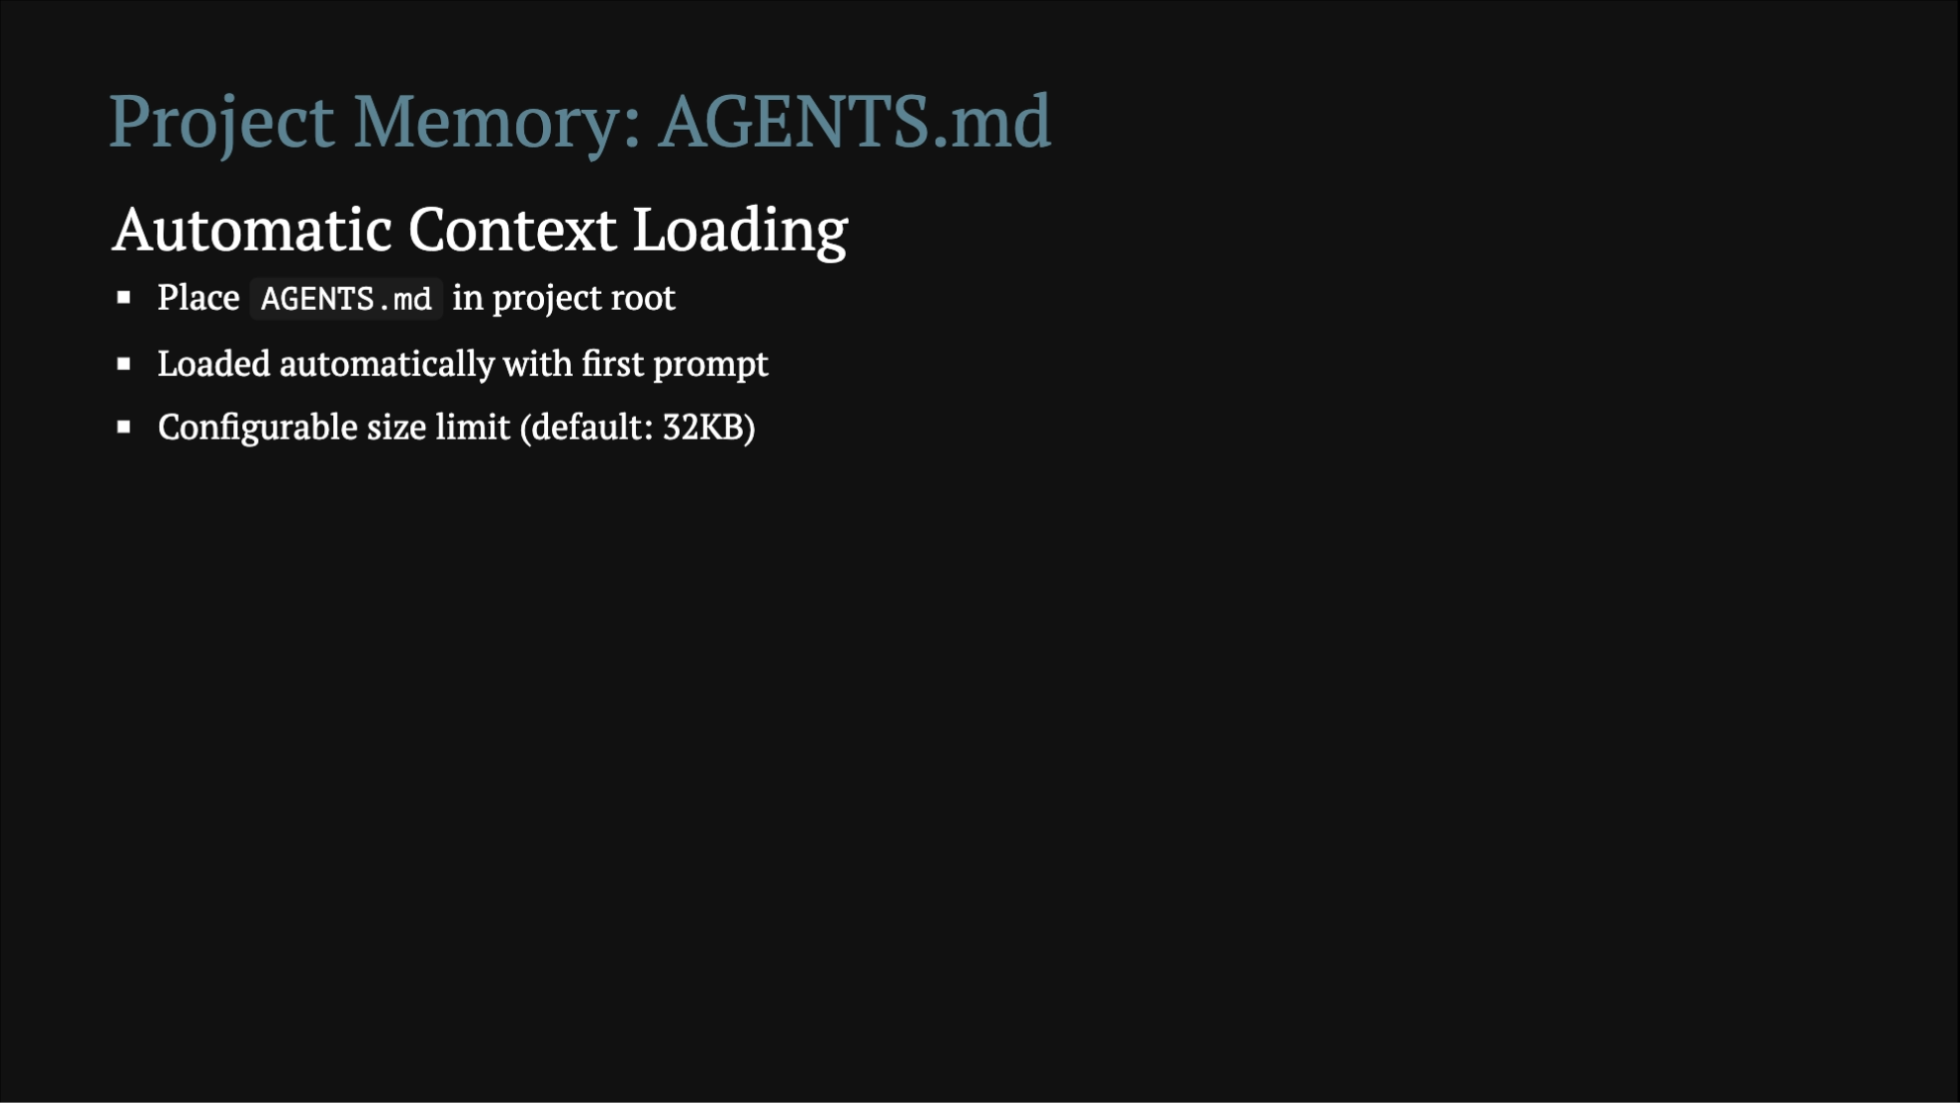 Project Memory: AGENTS.md
Automatic Context Loading
▪ Place AGENTS.md in project root
▪ Loaded automatically with first prompt
▪ Configurable size limit (default: 32KB)